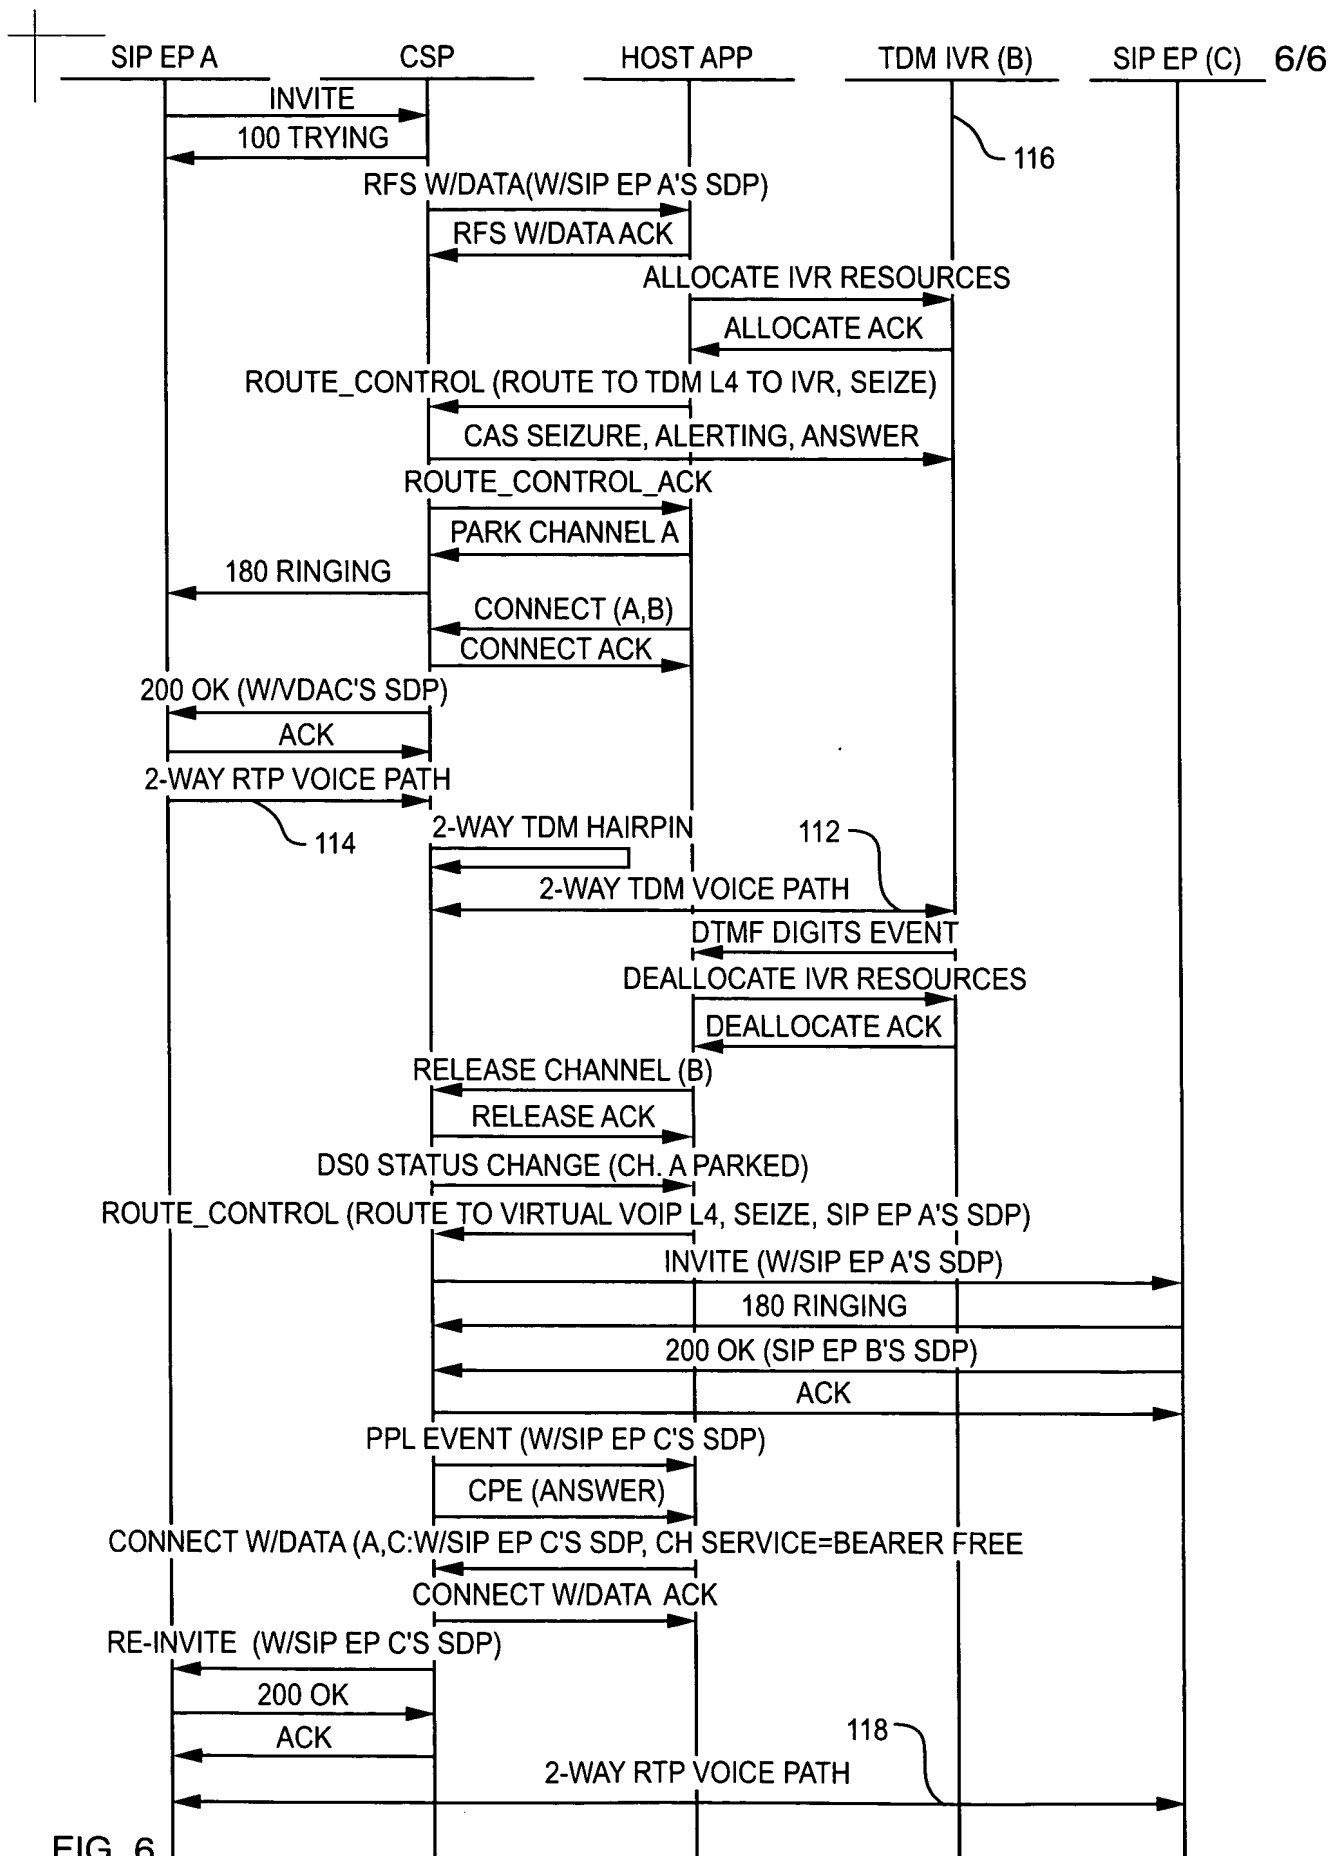 SIP EP A CSP HOST APP TDM IVR (B) SIP EP (C) 6/6
INVITE
100 TRYING
116
RFS W/DATA(W/SIP EP A'S SDP)
RFS W/DATA ACK
ALLOCATE IVR RESOURCES
ALLOCATE ACK
ROUTE_CONTROL (ROUTE TO TDM L4 TO IVR, SEIZE)
CAS SEIZURE, ALERTING, ANSWER
ROUTE_CONTROL_ACK
PARK CHANNEL A
180 RINGING
CONNECT (A,B)
CONNECT ACK
200 OK (W/VDAC'S SDP)
ACK
2-WAY RTP VOICE PATH
114
2-WAY TDM HAIRPIN
112
2-WAY TDM VOICE PATH
DTMF DIGITS EVENT
DEALLOCATE IVR RESOURCES
DEALLOCATE ACK
RELEASE CHANNEL (B)
RELEASE ACK
DS0 STATUS CHANGE (CH. A PARKED)
ROUTE_CONTROL (ROUTE TO VIRTUAL VOIP L4, SEIZE, SIP EP A'S SDP)
INVITE (W/SIP EP A'S SDP)
180 RINGING
200 OK (SIP EP B'S SDP)
ACK
PPL EVENT (W/SIP EP C'S SDP)
CPE (ANSWER)
CONNECT W/DATA (A,C:W/SIP EP C'S SDP, CH SERVICE=BEARER FREE
CONNECT W/DATA ACK
RE-INVITE (W/SIP EP C'S SDP)
200 OK
ACK
118
2-WAY RTP VOICE PATH
FIG. 6